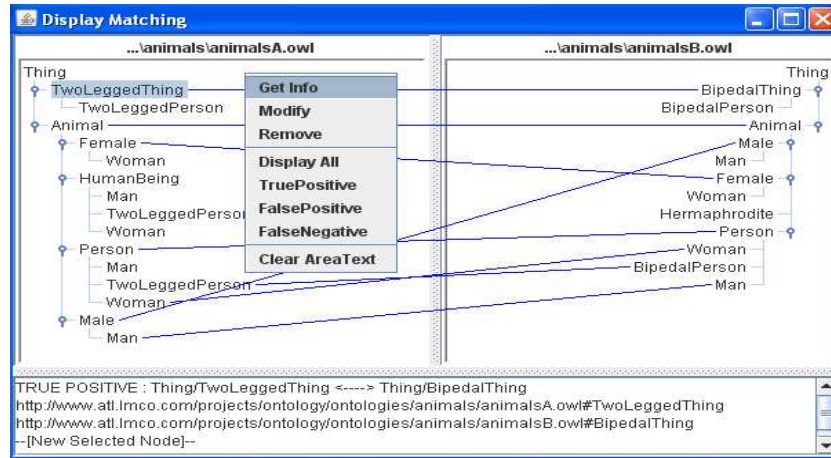 Display Matching
...\animals\animalsA.owl
...\animals\animalsB.owl
Thing
TwoLeggedThing
TwoLeggedPerson
Animal
Female
Woman
HumanBeing
Man
TwoLeggedPerso
Woman
Person
Man
TwoLeggedPerson
Woman
Male
Man
Get Info
Modify
Remove
Display All
TruePositive
FalsePositive
FalseNegative
Clear AreaText
Thing
BipedalThing
BipedalPerson
Animal
Male
Man
Female
Woman
Hermaphrodite
Person
Woman
BipedalPerson
Man
TRUE POSITIVE : Thing/TwoLeggedThing <----> Thing/BipedalThing
http://www.atl.lmco.com/projects/ontology/ontologies/animals/animalsA.owl#TwoLeggedThing
http://www.atl.lmco.com/projects/ontology/ontologies/animals/animalsB.owl#BipedalThing
--[New Selected Node]--